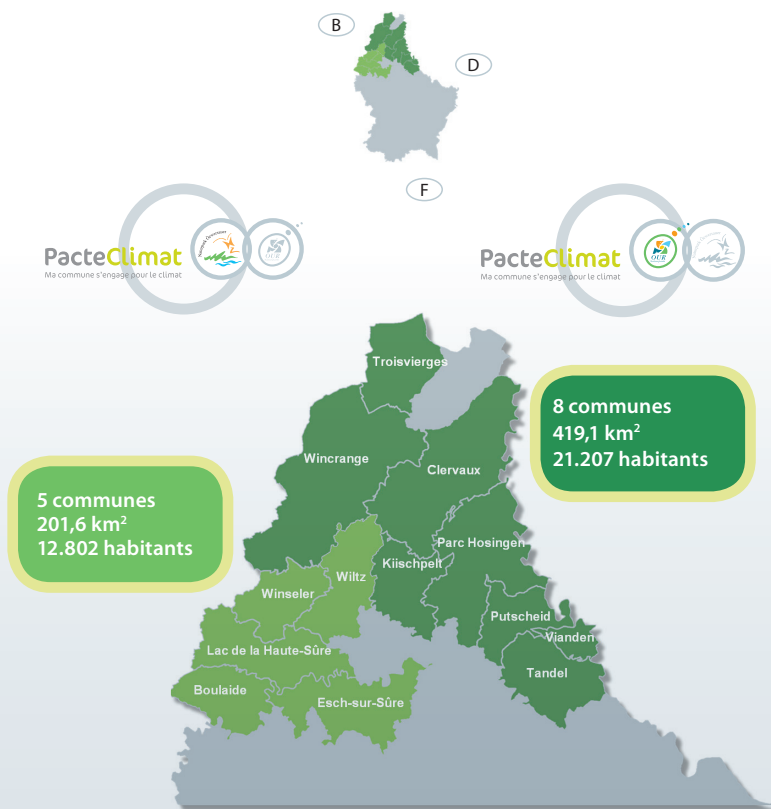 B
D
F
PacteClimat
Ma commune s'engage pour le climat
OUR
PacteClimat
Ma commune s'engage pour le climat
OUR
Troisvierges
8 communes
419,1 km²
21.207 habitants
Wincrange
Clervaux
5 communes
201,6 km²
12.802 habitants
Parc Hosingen
Kiischpelt
Wiltz
Winseler
Putscheid
Vianden
Lac de la Haute-Sûre
Tandel
Boulaide
Esch-sur-Sûre